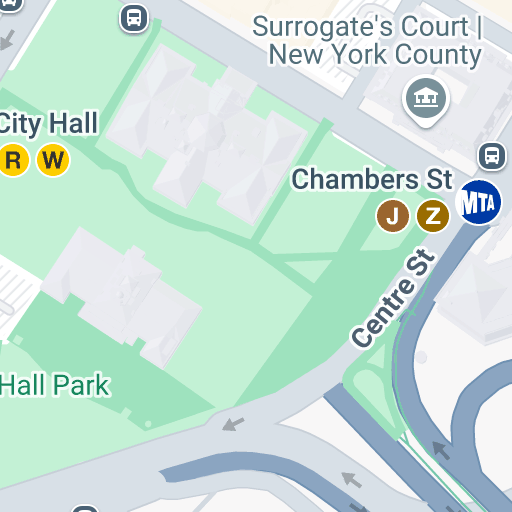 Surrogate's Court |
New York County
City Hall
R W
Chambers St
J Z
MTA
Centre St
Hall Park